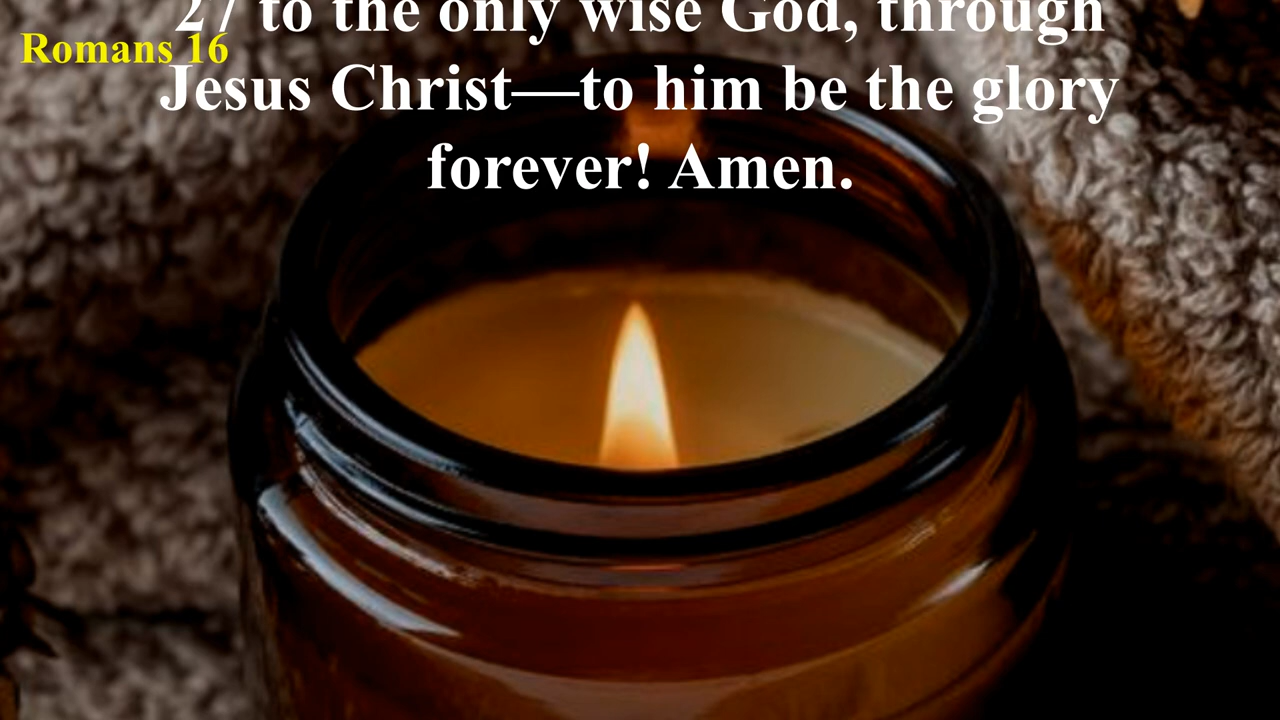 27 to the only wise God, through
Romans 16
Jesus Christ—to him be the glory
forever! Amen.